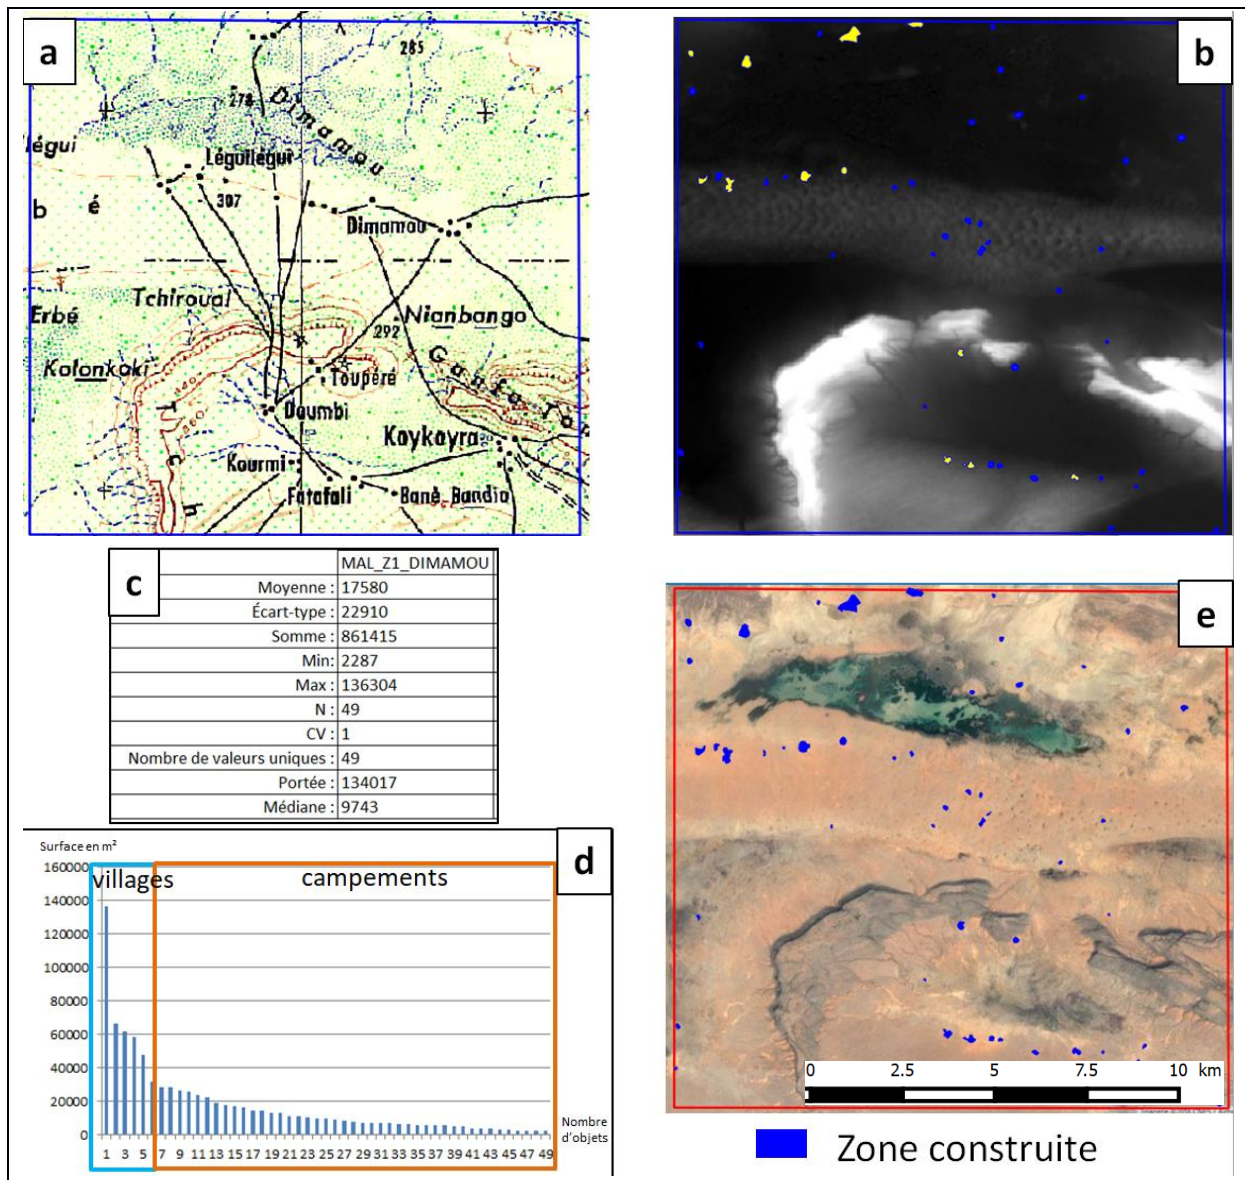 a
285
278
Dimamou
légui
Léguilégui
307
b é
Dimamou
Tchiroual
Erbé
Nianbango
292
Kolonkoki
Toupéré
Doumbi
Kaykayra
Kourmi
Fatafali
Banè Bandia
T c h
b
c
MAL_Z1_DIMAMOU
Moyenne : 17580
Écart-type : 22910
Somme : 861415
Min: 2287
Max : 136304
N : 49
CV : 1
Nombre de valeurs uniques : 49
Portée : 134017
Médiane : 9743
d
Surface en m²
villages
campements
160000
140000
120000
100000
80000
60000
40000
20000
0
1 3 5 7 9 11 13 15 17 19 21 23 25 27 29 31 33 35 37 39 41 43 45 47 49
Nombre
d'objets
e
0 2.5 5 7.5 10 km
Zone construite